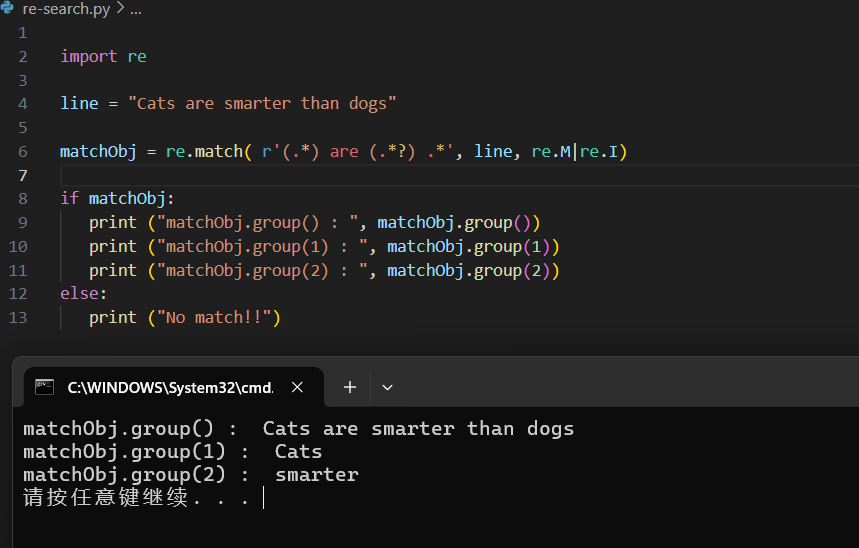 re-search.py > ...
1
2 import re
3
4 line = "Cats are smarter than dogs"
5
6 matchObj = re.match( r'(.*) are (.*?) .*', line, re.M|re.I)
7
8 if matchObj:
9    print ("matchObj.group() : ", matchObj.group())
10    print ("matchObj.group(1) : ", matchObj.group(1))
11    print ("matchObj.group(2) : ", matchObj.group(2))
12 else:
13    print ("No match!!")
C:\WINDOWS\System32\cmd.
matchObj.group() :  Cats are smarter than dogs
matchObj.group(1) :  Cats
matchObj.group(2) :  smarter
请按任意键继续. . .